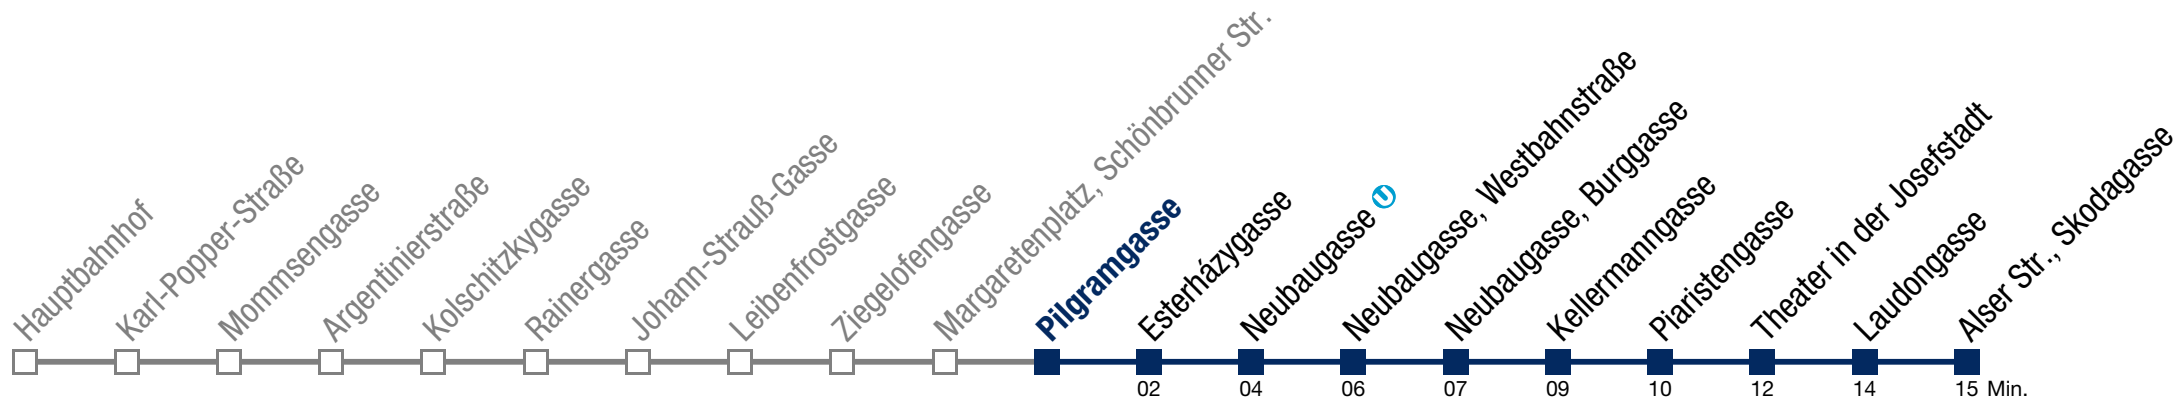 Hauptbahnhof
Karl-Popper-Straße
Mommsengasse
Argentinierstraße
Kolschitzkygasse
Rainergasse
Johann-Strauß-Gasse
Leibenfrostgasse
Ziegelofengasse
Margaretenplatz, Schönbrunner Str.
Pilgramgasse
Esterházygasse
Neubaugasse U
Neubaugasse, Westbahnstraße
Neubaugasse, Burggasse
Kellermanngasse
Piaristengasse
Theater in der Josefstadt
Laudongasse
Alser Str., Skodagasse
02 04 06 07 09 10 12 14 15 Min.